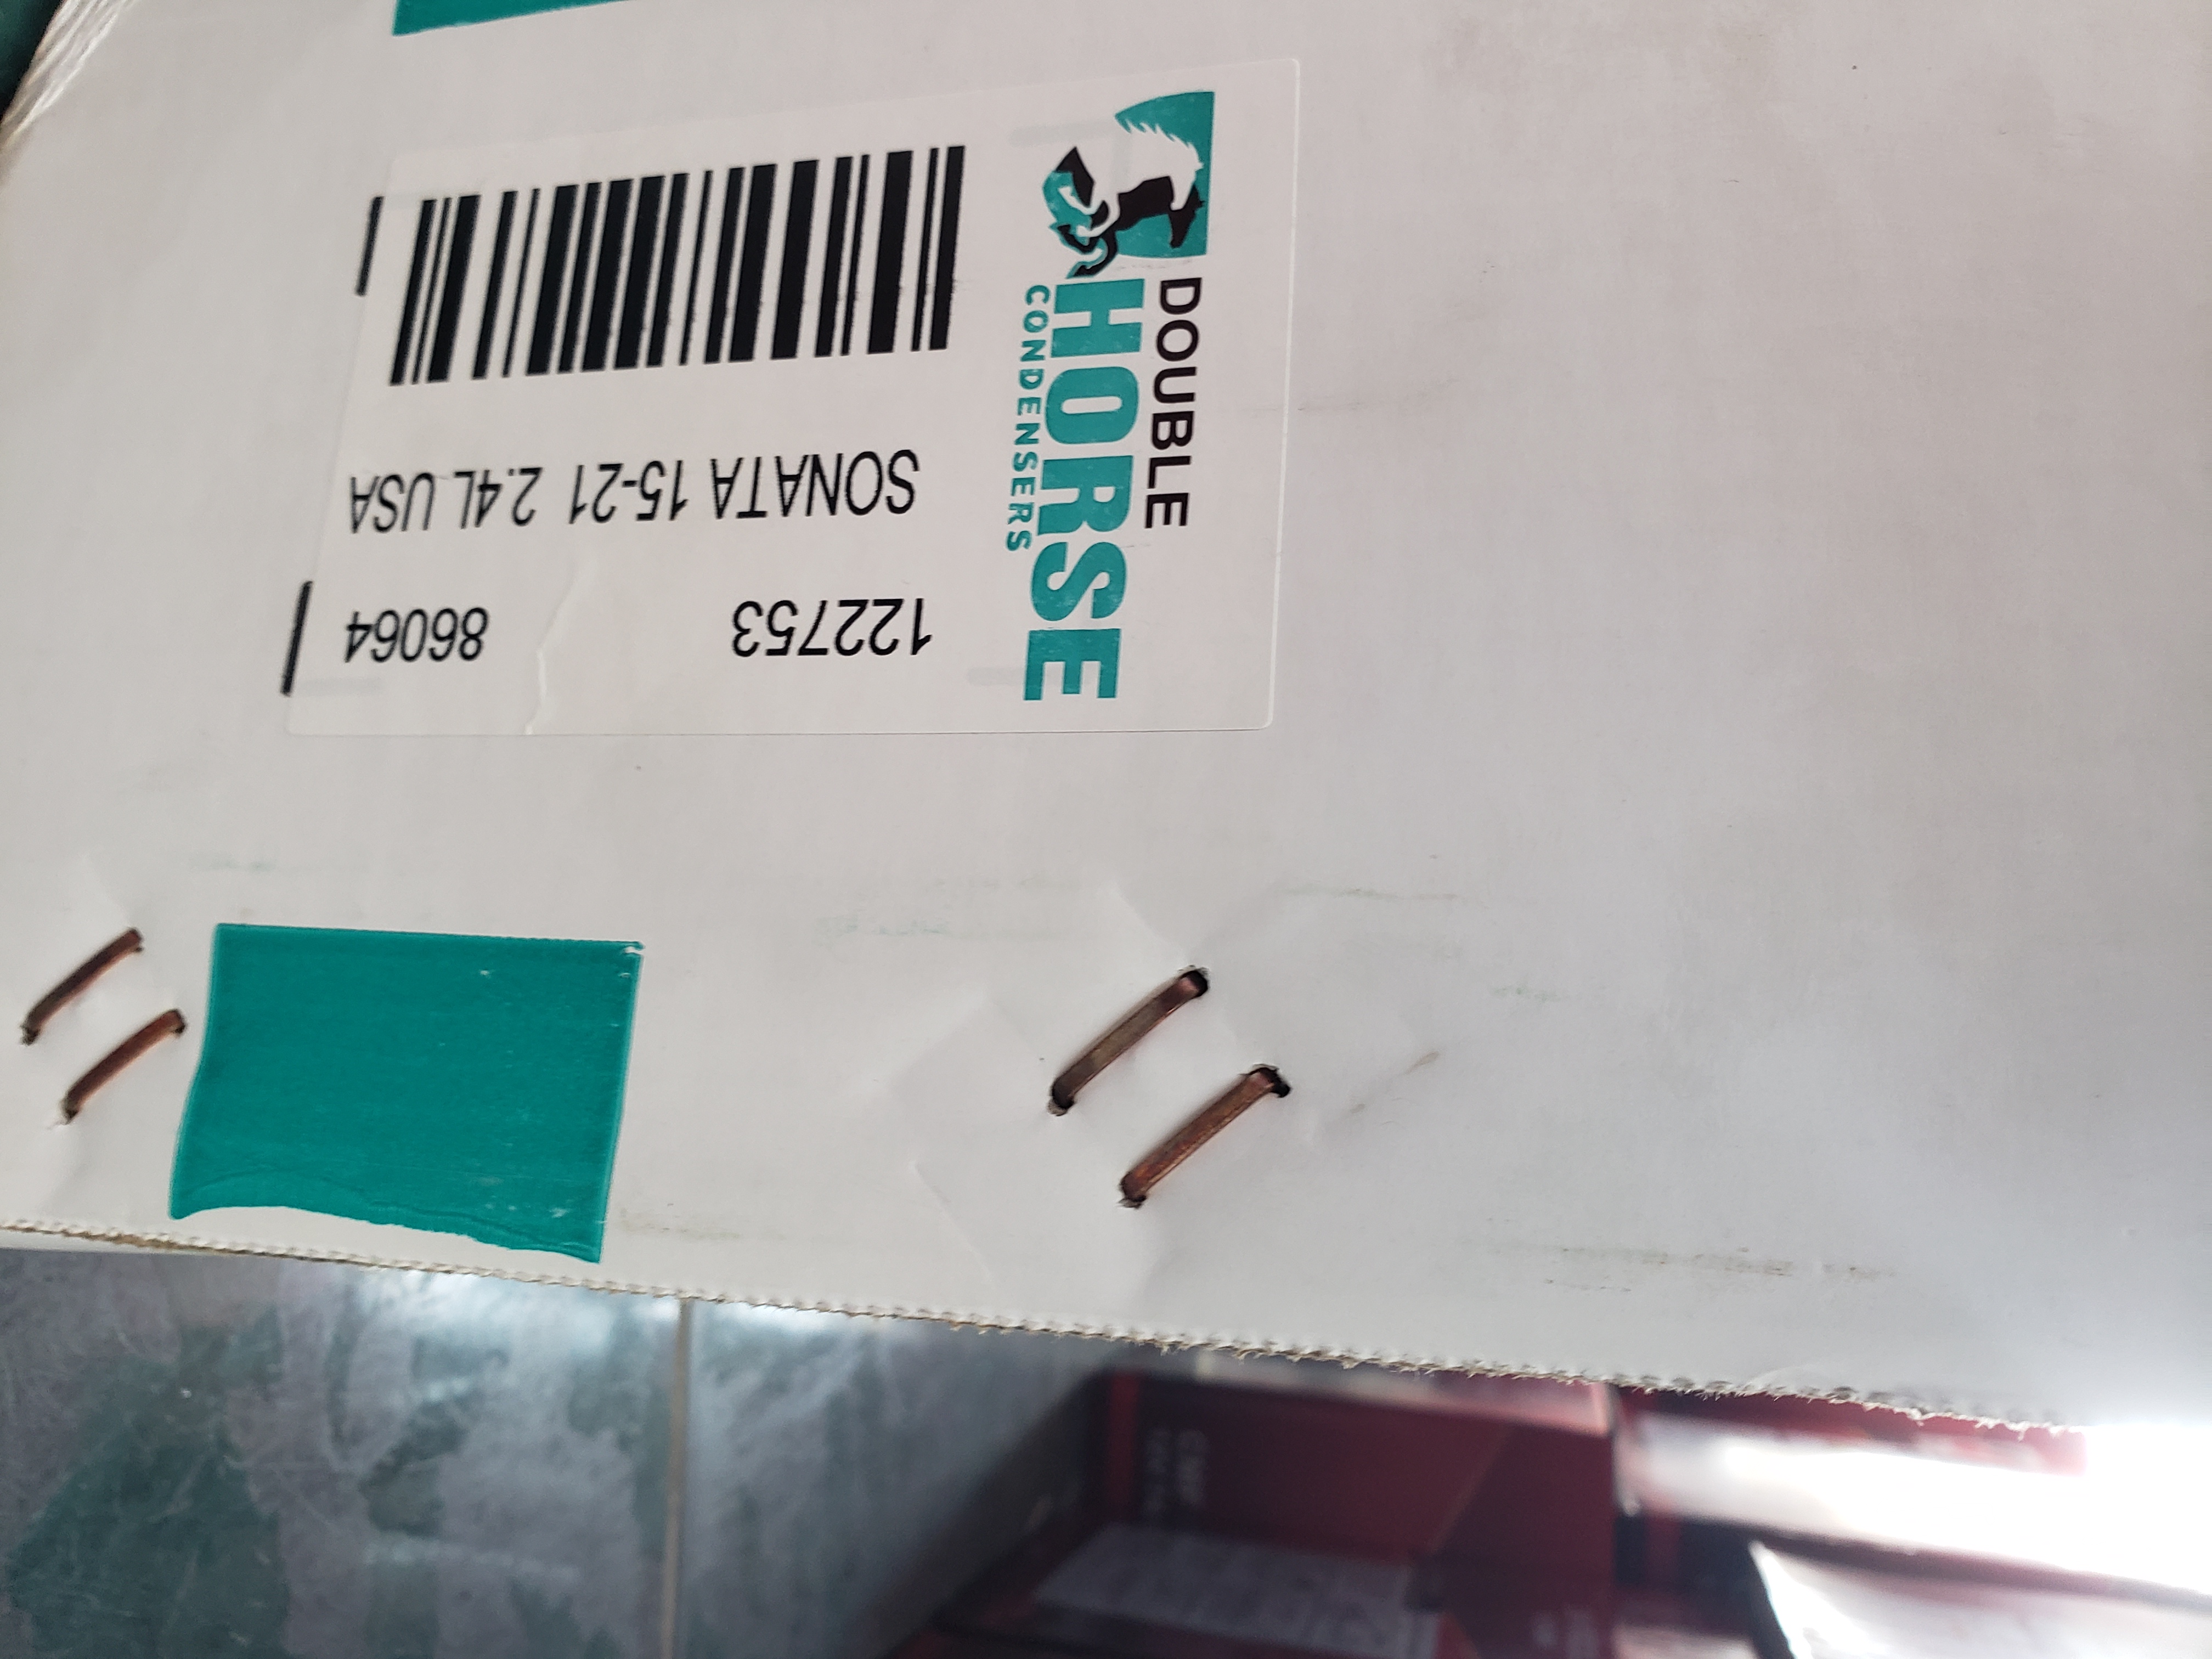 DOUBLE
HORSE
CONDENSERS
122753 86064
SONATA 15-21 2.4L USA